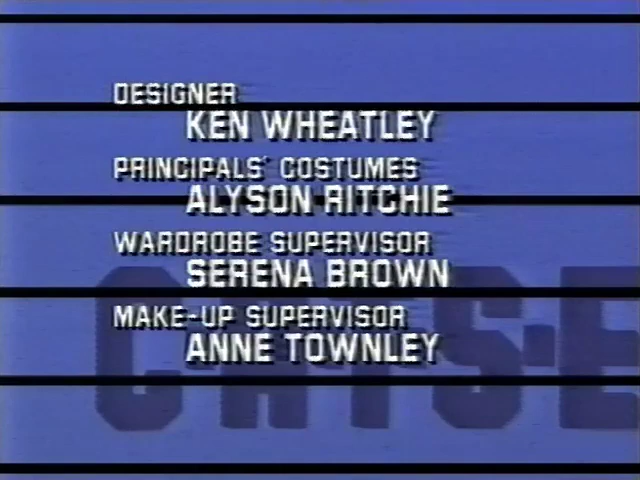 DESIGNER
KEN WHEATLEY
PRINCIPALS' COSTUMES
ALYSON RITCHIE
WARDROBE SUPERVISOR
SERENA BROWN
MAKE-UP SUPERVISOR
ANNE TOWNLEY